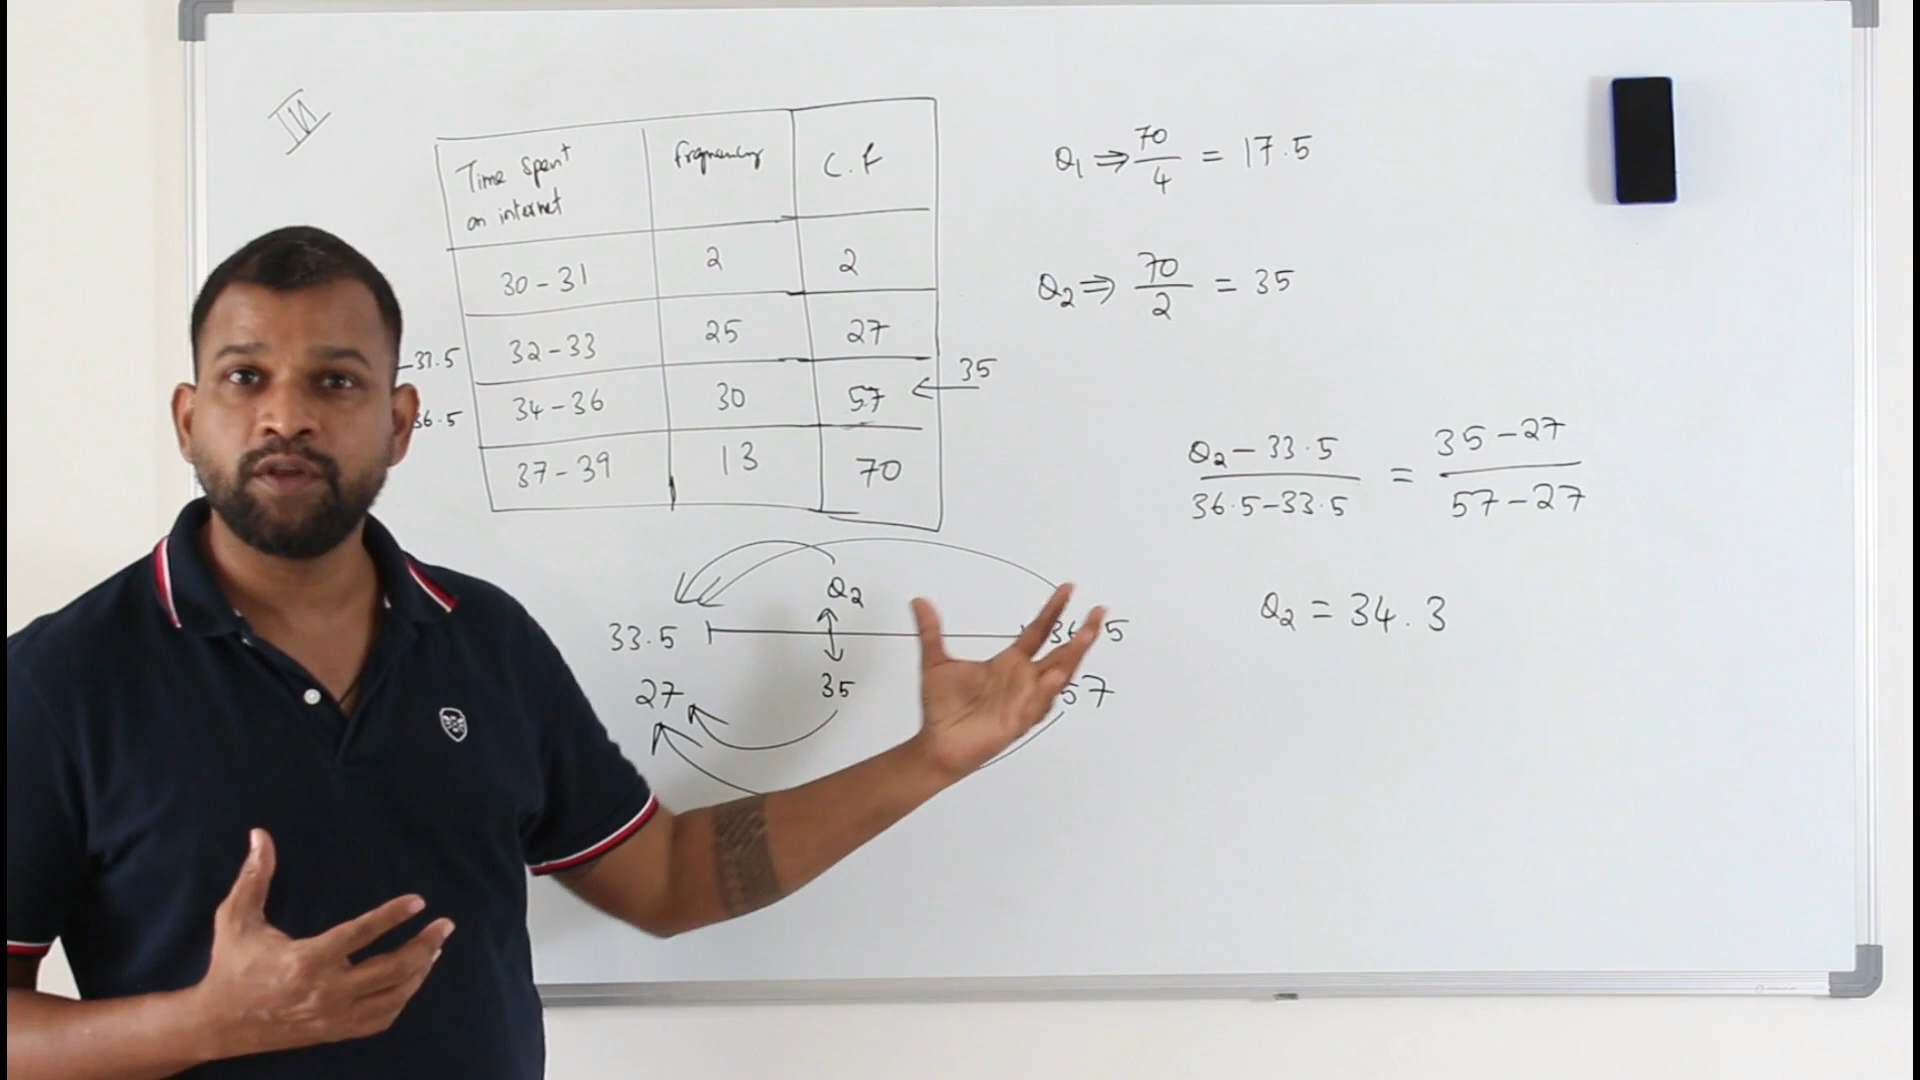 Time spent
on internet
frequency
C.f
30-31
2
2
32-33
25
27
34-36
30
57
37-39
13
70
-33.5
36.5
35
Q₁ ⇒ 70/4 = 17.5
Q₂ ⇒ 70/2 = 35
(Q₂-33.5)/(36.5-33.5) = (35-27)/(57-27)
Q₂ = 34.3
Q₂
33.5
27
35
57